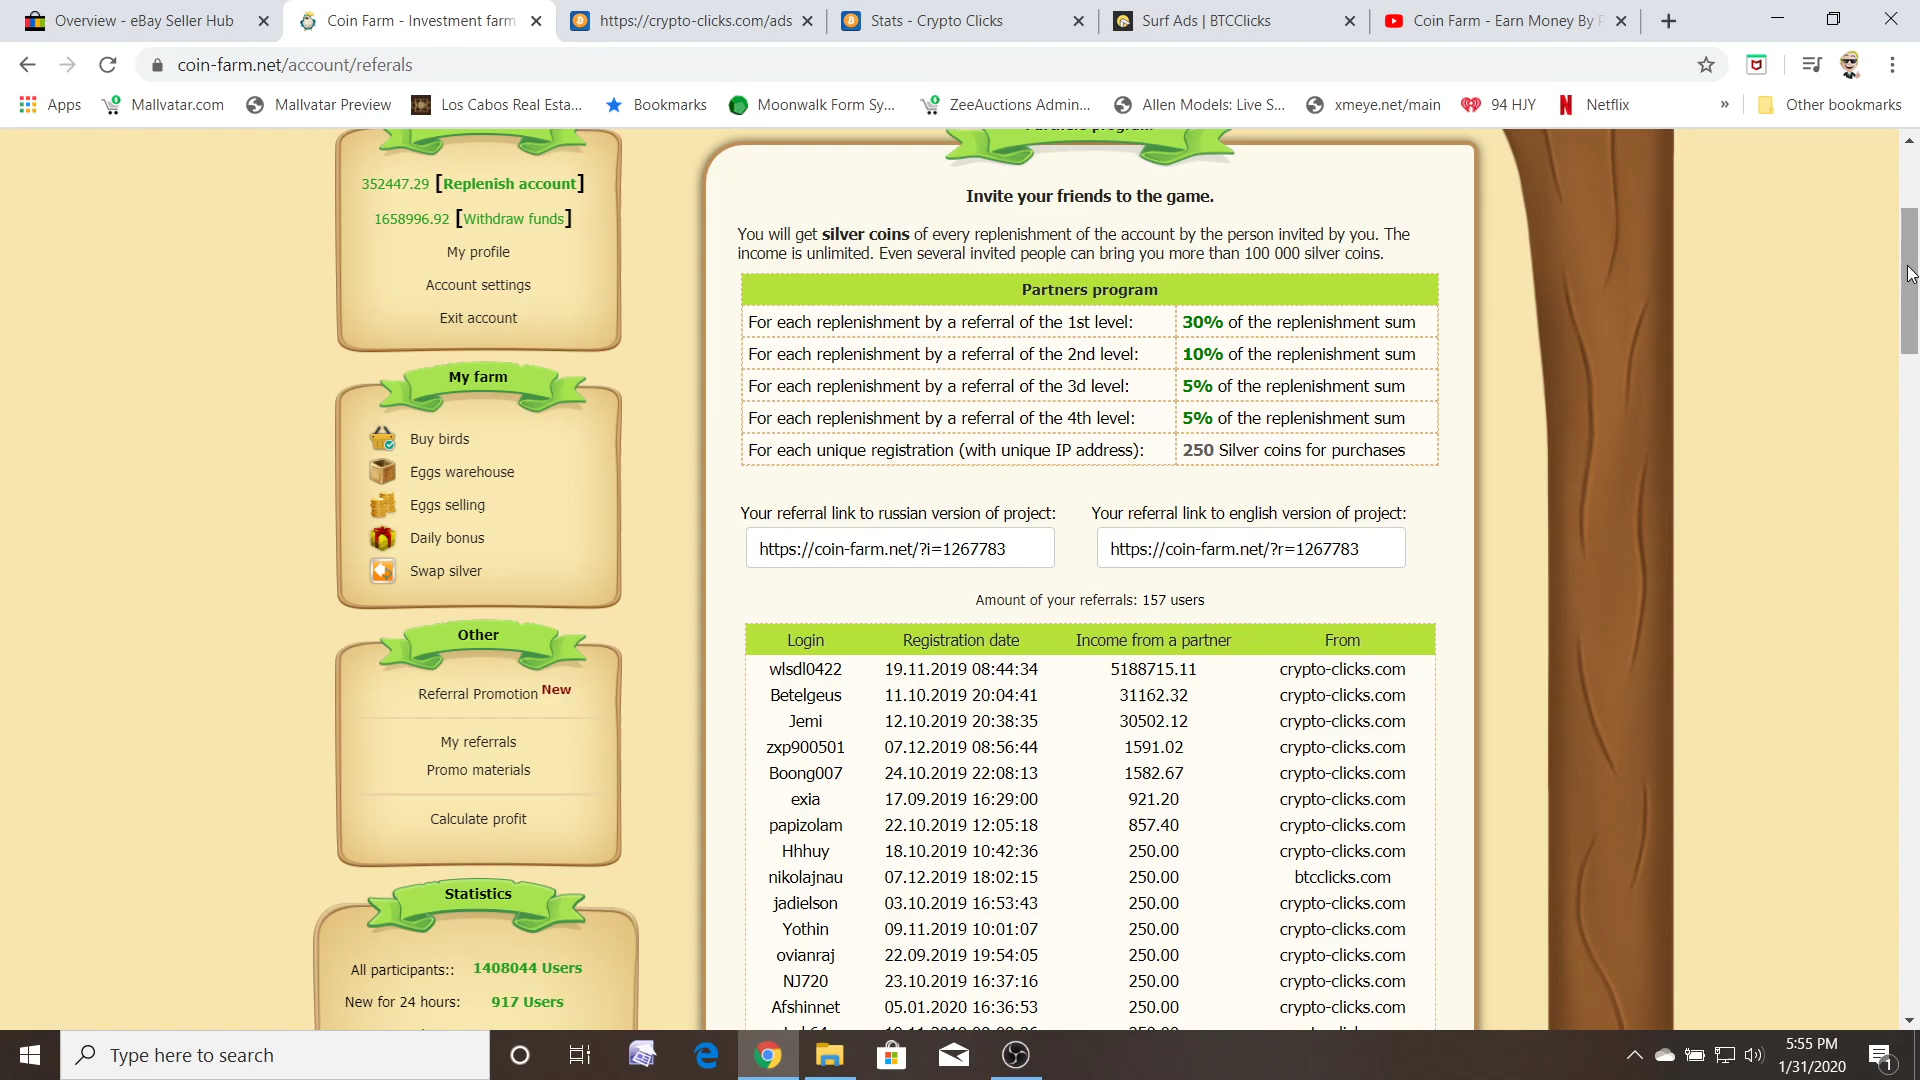 Overview - eBay Seller Hub
Coin Farm - Investment farm
https://crypto-clicks.com/ads
Stats - Crypto Clicks
Surf Ads | BTCClicks
Coin Farm - Earn Money By
coin-farm.net/account/referals
Apps
Mallvatar.com
Mallvatar Preview
Los Cabos Real Esta...
Bookmarks
Moonwalk Form Sy...
ZeeAuctions Admin...
Allen Models: Live S...
xmeye.net/main
94 HJY
Netflix
»
Other bookmarks
352447.29 [Replenish account]
1658996.92 [Withdraw funds]
My profile
Account settings
Exit account
My farm
Buy birds
Eggs warehouse
Eggs selling
Daily bonus
Swap silver
Other
Referral Promotion New
My referrals
Promo materials
Calculate profit
Statistics
All participants:: 1408044 Users
New for 24 hours: 917 Users
Partners program
Invite your friends to the game.
You will get silver coins of every replenishment of the account by the person invited by you. The
income is unlimited. Even several invited people can bring you more than 100 000 silver coins.
Partners program
For each replenishment by a referral of the 1st level: 30% of the replenishment sum
For each replenishment by a referral of the 2nd level: 10% of the replenishment sum
For each replenishment by a referral of the 3d level: 5% of the replenishment sum
For each replenishment by a referral of the 4th level: 5% of the replenishment sum
For each unique registration (with unique IP address): 250 Silver coins for purchases
Your referral link to russian version of project: Your referral link to english version of project:
https://coin-farm.net/?i=1267783 https://coin-farm.net/?r=1267783
Amount of your referrals: 157 users
Login Registration date Income from a partner From
wlsdl0422 19.11.2019 08:44:34 5188715.11 crypto-clicks.com
Betelgeus 11.10.2019 20:04:41 31162.32 crypto-clicks.com
Jemi 12.10.2019 20:38:35 30502.12 crypto-clicks.com
zxp900501 07.12.2019 08:56:44 1591.02 crypto-clicks.com
Boong007 24.10.2019 22:08:13 1582.67 crypto-clicks.com
exia 17.09.2019 16:29:00 921.20 crypto-clicks.com
papizolam 22.10.2019 12:05:18 857.40 crypto-clicks.com
Hhhuy 18.10.2019 10:42:36 250.00 crypto-clicks.com
nikolajnau 07.12.2019 18:02:15 250.00 btcclicks.com
jadielson 03.10.2019 16:53:43 250.00 crypto-clicks.com
Yothin 09.11.2019 10:01:07 250.00 crypto-clicks.com
ovianraj 22.09.2019 19:54:05 250.00 crypto-clicks.com
NJ720 23.10.2019 16:37:16 250.00 crypto-clicks.com
Afshinnet 05.01.2020 16:36:53 250.00 crypto-clicks.com
Type here to search
5:55 PM
1/31/2020
1